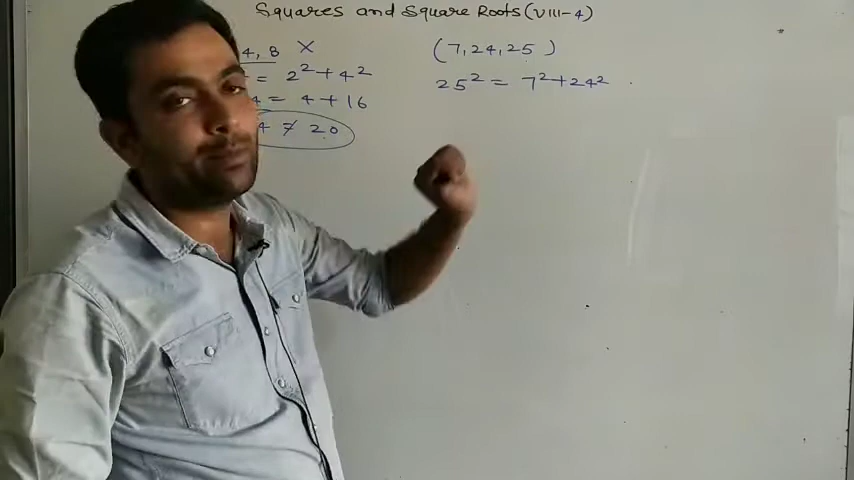 Squares and Square Roots (VIII-4)
4, 8 ×
= 2² + 4²
4 = 4 + 16
4 ≠ 20
(7, 24, 25 )
25² = 7² + 24²